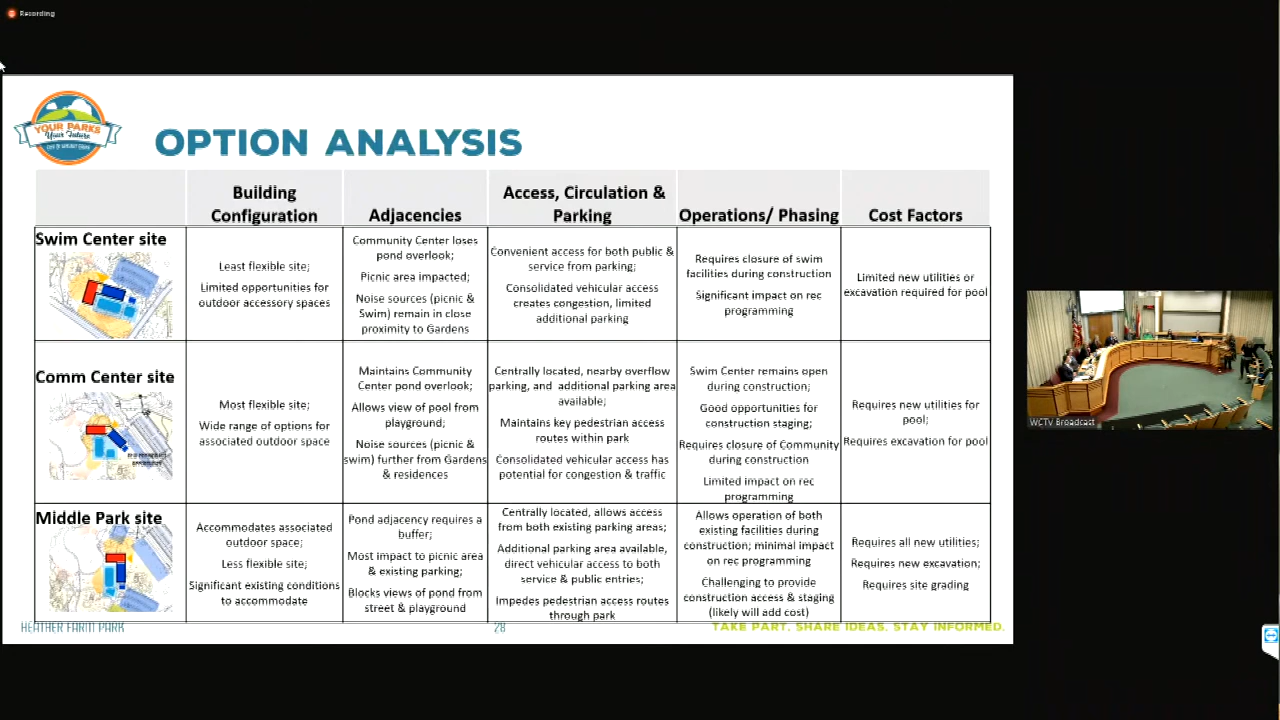 Recording
YOUR PARKS
Your Future
OPTION ANALYSIS
Building
Configuration
Adjacencies
Access, Circulation &
Parking
Operations/ Phasing
Cost Factors
Swim Center site
Least flexible site;
Limited opportunities for
outdoor accessory spaces
Community Center loses
pond overlook;
Picnic area impacted;
Noise sources (picnic &
Swim) remain in close
proximity to Gardens
Convenient access for both public &
service from parking;
Consolidated vehicular access
creates congestion, limited
additional parking
Requires closure of swim
facilities during construction
Significant impact on rec
programming
Limited new utilities or
excavation required for pool
Comm Center site
Most flexible site;
Wide range of options for
associated outdoor space
Maintains Community
Center pond overlook;
Allows view of pool from
playground;
Noise sources (picnic &
swim) further from Gardens
& residences
Centrally located, nearby overflow
parking, and additional parking area
available;
Maintains key pedestrian access
routes within park
Consolidated vehicular access has
potential for congestion & traffic
Swim Center remains open
during construction;
Good opportunities for
construction staging;
Requires closure of Community
during construction
Limited impact on rec
programming
Requires new utilities for
pool;
Requires excavation for pool
Middle Park site
Accommodates associated
outdoor space;
Less flexible site;
Significant existing conditions
to accommodate
Pond adjacency requires a
buffer;
Most impact to picnic area
& existing parking;
Blocks views of pond from
street & playground
Centrally located, allows access
from both existing parking areas;
Additional parking area available,
direct vehicular access to both
service & public entries;
Impedes pedestrian access routes
through park
Allows operation of both
existing facilities during
construction; minimal impact
on rec programming
Challenging to provide
construction access & staging
(likely will add cost)
Requires all new utilities;
Requires new excavation;
Requires site grading
HEATHER FARM PARK
28
TAKE PART. SHARE IDEAS. STAY INFORMED.
WCTV Broadcast